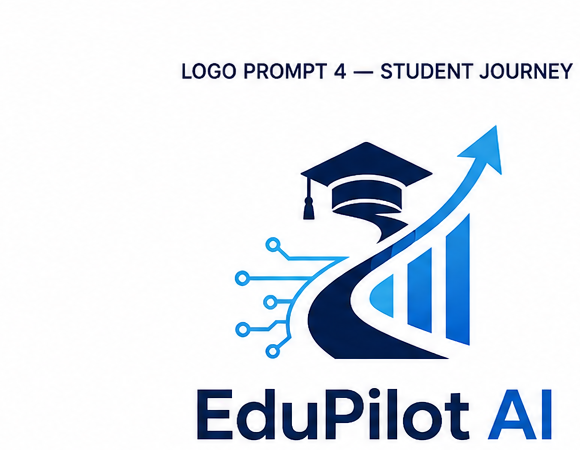 LOGO PROMPT 4 — STUDENT JOURNEY
EduPilot AI